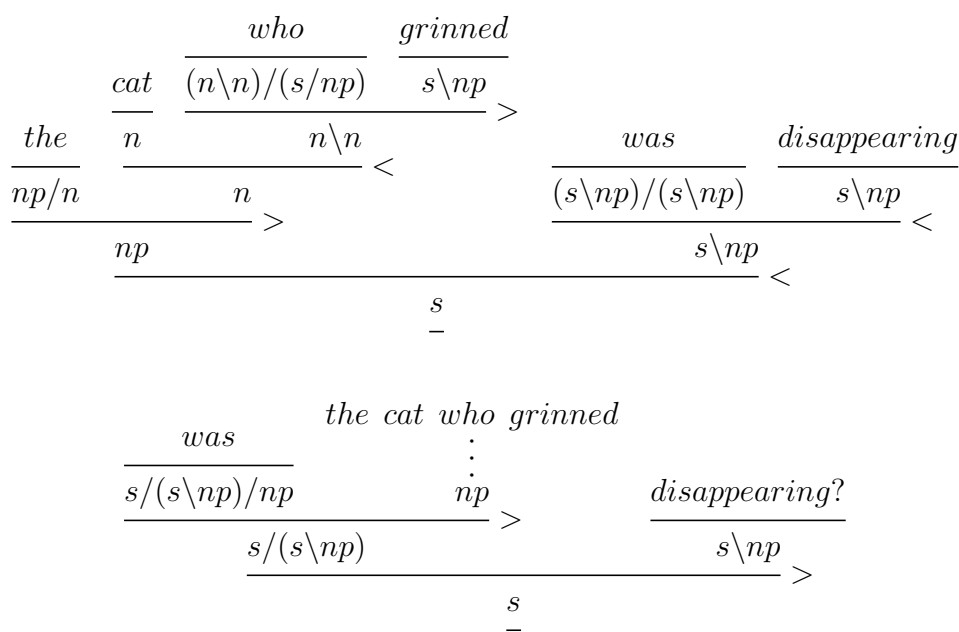 who grinned
cat (n\n)/(s/np) s\np >
the n n\n < was disappearing
np/n n > (s\np)/(s\np) s\np <
np s\np <
s
the cat who grinned
was
s/(s\np)/np np > disappearing?
s/(s\np) s\np >
s